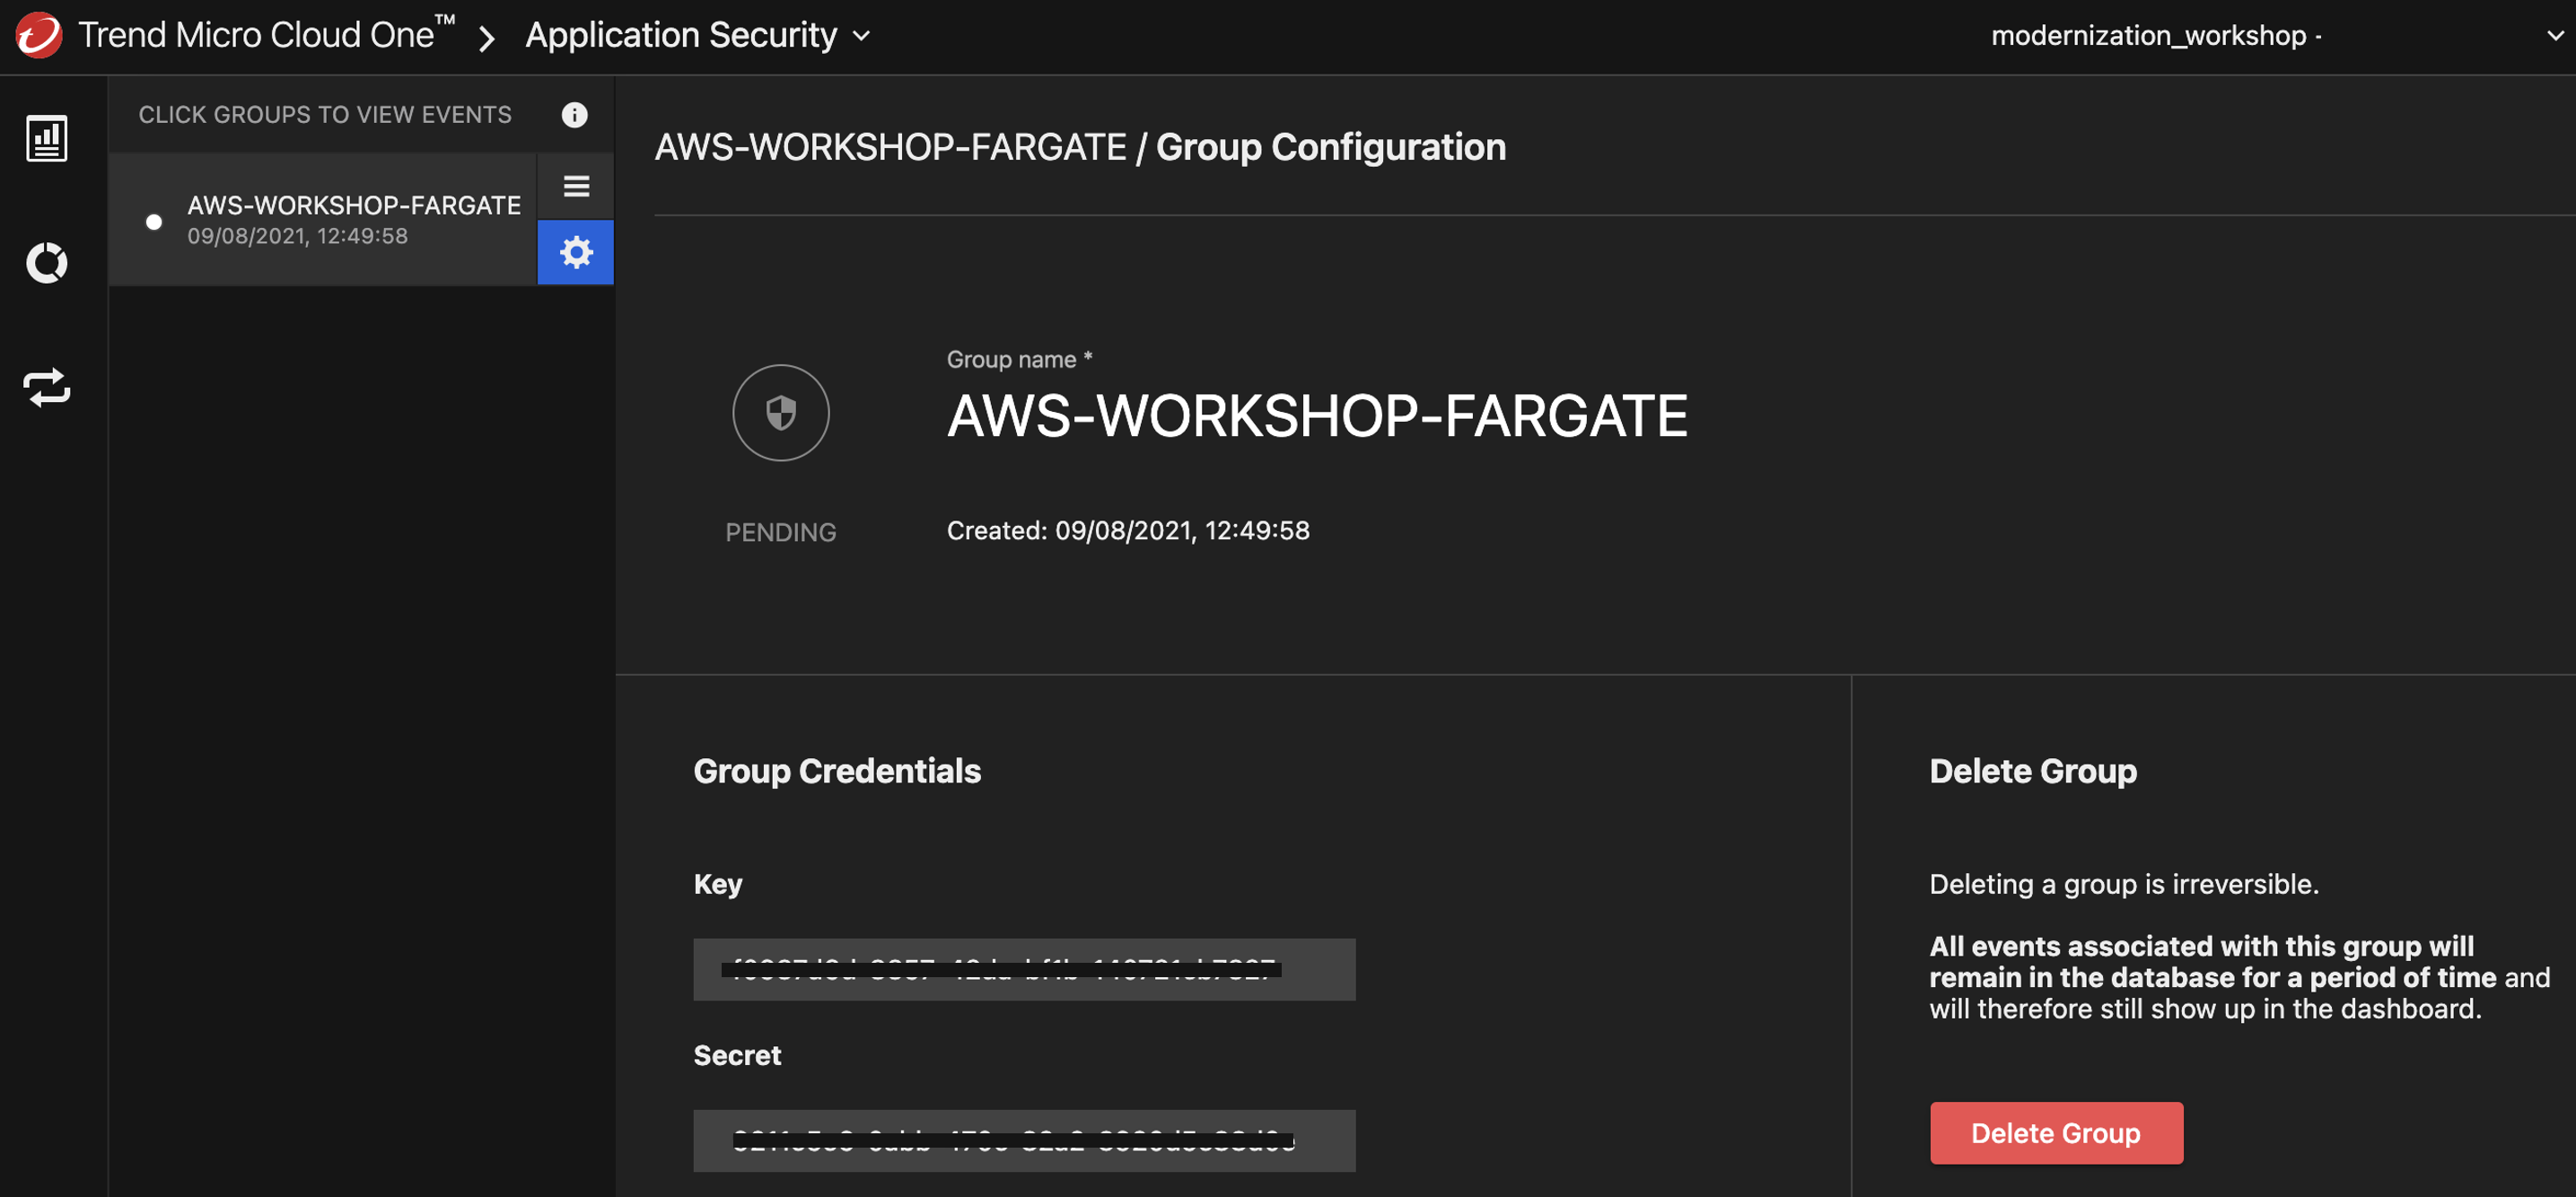 Trend Micro Cloud One™ Application Security modernization_workshop -
CLICK GROUPS TO VIEW EVENTS
AWS-WORKSHOP-FARGATE
09/08/2021, 12:49:58
AWS-WORKSHOP-FARGATE / Group Configuration
Group name *
AWS-WORKSHOP-FARGATE
PENDING
Created: 09/08/2021, 12:49:58
Group Credentials
Key
Secret
Delete Group
Deleting a group is irreversible.
All events associated with this group will
remain in the database for a period of time and
will therefore still show up in the dashboard.
Delete Group